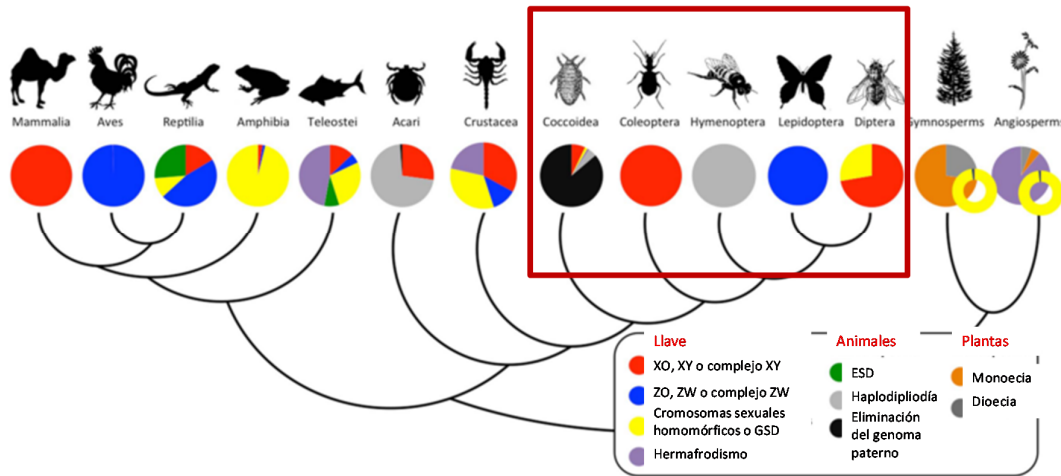 Mammalia Aves Reptilia Amphibia Teleostei Acari Crustacea Coccoidea Coleoptera Hymenoptera Lepidoptera Diptera Gymnosperms Angiosperms
Llave
XO, XY o complejo XY
ZO, ZW o complejo ZW
Cromosomas sexuales
homomórficos o GSD
Hermafrodismo
Animales
ESD
Haplodipliodía
Eliminación
del genoma
paterno
Plantas
Monoecia
Dioecia